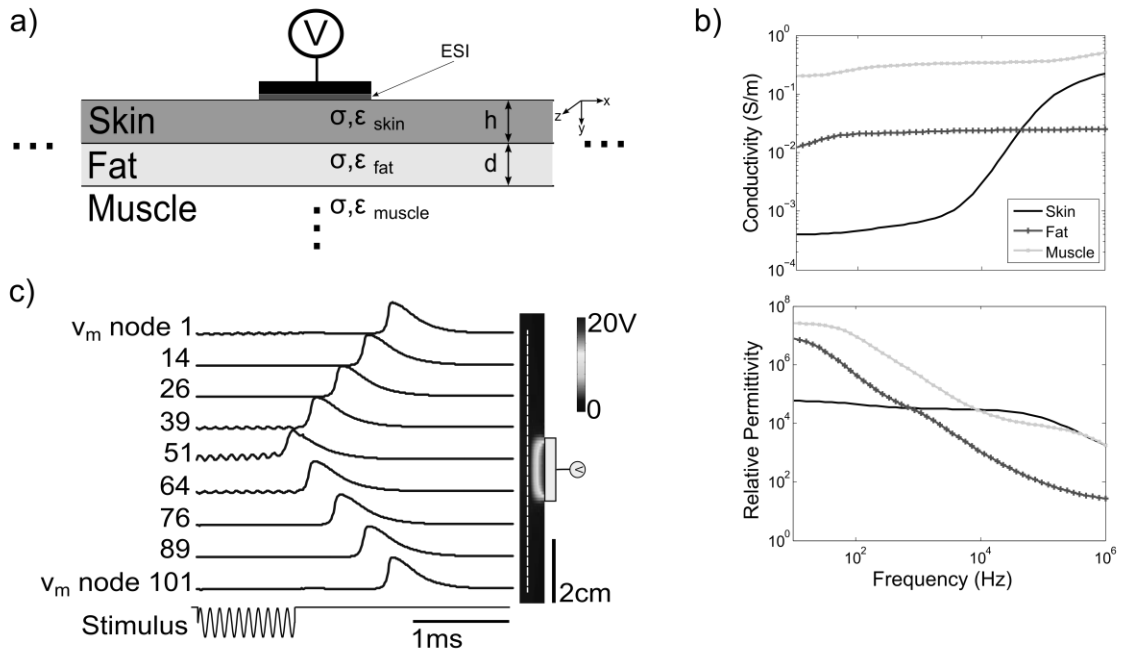 a)
V
ESI
Skin
σ,ε skin
h
x
z
y
Fat
σ,ε fat
d
Muscle
σ,ε muscle
b)
Conductivity (S/m)
10^0
10^-1
10^-2
10^-3
10^-4
Skin
Fat
Muscle
Relative Permittivity
10^8
10^6
10^4
10^2
10^0
10^2
10^4
10^6
Frequency (Hz)
c)
v_m node 1
14
26
39
51
64
76
89
v_m node 101
Stimulus
1ms
20V
0
V
2cm